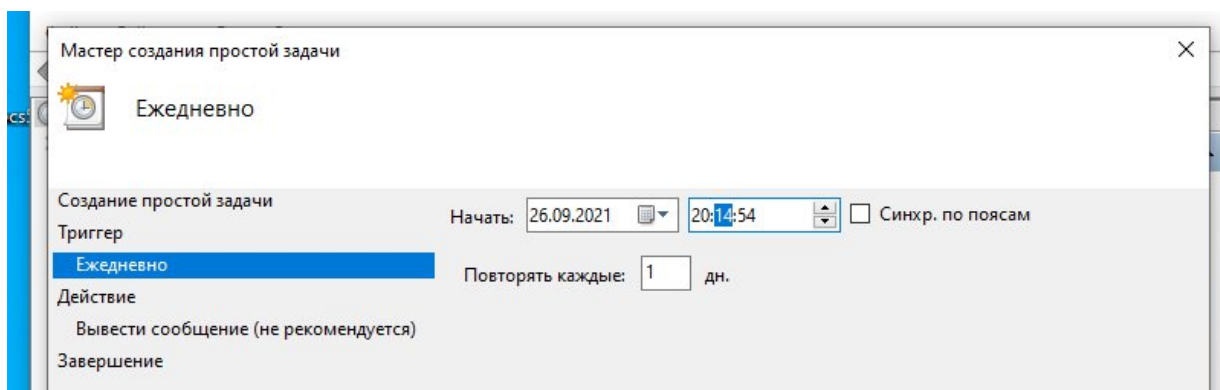 Мастер создания простой задачи
Ежедневно
Создание простой задачи
Триггер
Ежедневно
Действие
Вывести сообщение (не рекомендуется)
Завершение
Начать: 26.09.2021 20:14:54 Синхр. по поясам
Повторять каждые: 1 дн.